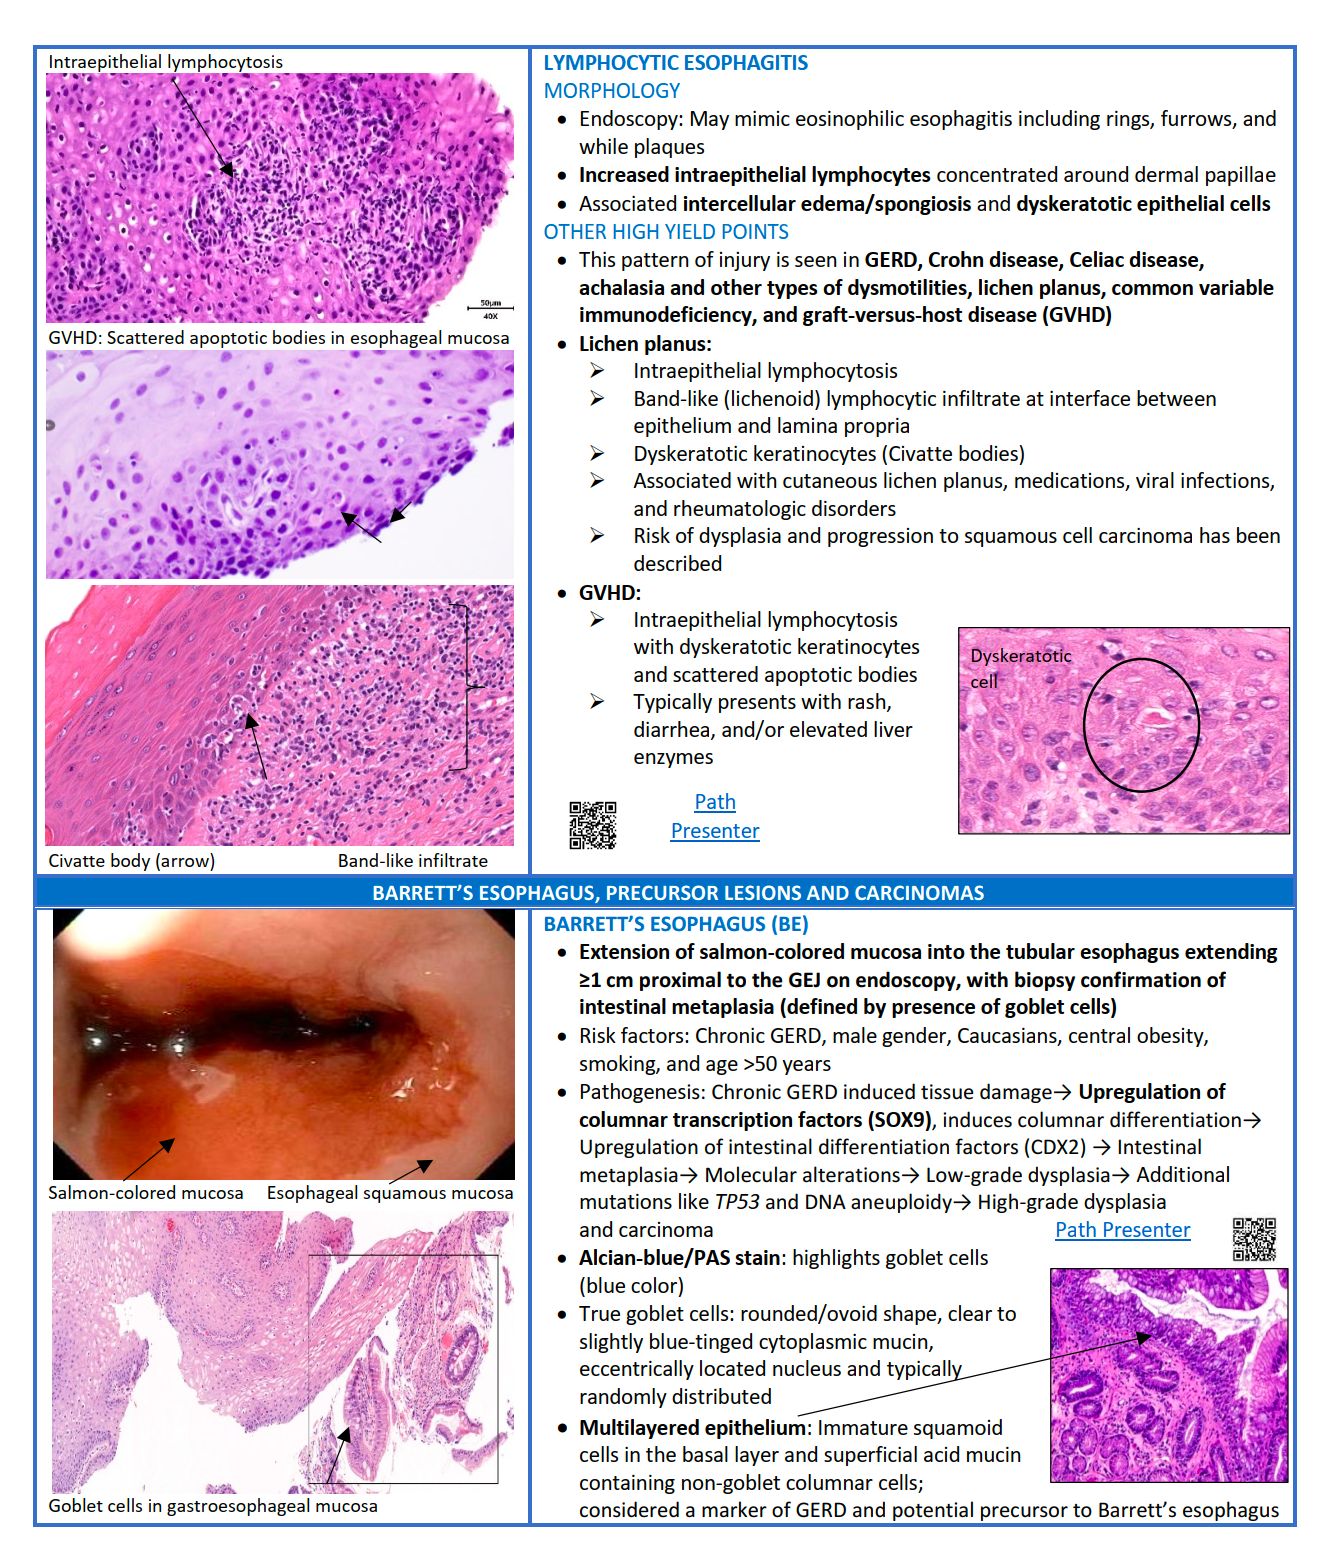 Intraepithelial lymphocytosis
50µm
40X
GVHD: Scattered apoptotic bodies in esophageal mucosa
Civatte body (arrow) Band-like infiltrate
LYMPHOCYTIC ESOPHAGITIS
MORPHOLOGY
• Endoscopy: May mimic eosinophilic esophagitis including rings, furrows, and
while plaques
• Increased intraepithelial lymphocytes concentrated around dermal papillae
• Associated intercellular edema/spongiosis and dyskeratotic epithelial cells
OTHER HIGH YIELD POINTS
• This pattern of injury is seen in GERD, Crohn disease, Celiac disease,
achalasia and other types of dysmotilities, lichen planus, common variable
immunodeficiency, and graft-versus-host disease (GVHD)
• Lichen planus:
➢ Intraepithelial lymphocytosis
➢ Band-like (lichenoid) lymphocytic infiltrate at interface between
epithelium and lamina propria
➢ Dyskeratotic keratinocytes (Civatte bodies)
➢ Associated with cutaneous lichen planus, medications, viral infections,
and rheumatologic disorders
➢ Risk of dysplasia and progression to squamous cell carcinoma has been
described
• GVHD:
➢ Intraepithelial lymphocytosis
with dyskeratotic keratinocytes
and scattered apoptotic bodies
➢ Typically presents with rash,
diarrhea, and/or elevated liver
enzymes
Dyskeratotic
cell
Path
Presenter
BARRETT'S ESOPHAGUS, PRECURSOR LESIONS AND CARCINOMAS
Salmon-colored mucosa Esophageal squamous mucosa
Goblet cells in gastroesophageal mucosa
BARRETT'S ESOPHAGUS (BE)
• Extension of salmon-colored mucosa into the tubular esophagus extending
≥1 cm proximal to the GEJ on endoscopy, with biopsy confirmation of
intestinal metaplasia (defined by presence of goblet cells)
• Risk factors: Chronic GERD, male gender, Caucasians, central obesity,
smoking, and age >50 years
• Pathogenesis: Chronic GERD induced tissue damage→ Upregulation of
columnar transcription factors (SOX9), induces columnar differentiation→
Upregulation of intestinal differentiation factors (CDX2) → Intestinal
metaplasia→ Molecular alterations→ Low-grade dysplasia→ Additional
mutations like TP53 and DNA aneuploidy→ High-grade dysplasia
and carcinoma
Path Presenter
• Alcian-blue/PAS stain: highlights goblet cells
(blue color)
• True goblet cells: rounded/ovoid shape, clear to
slightly blue-tinged cytoplasmic mucin,
eccentrically located nucleus and typically
randomly distributed
• Multilayered epithelium: Immature squamoid
cells in the basal layer and superficial acid mucin
containing non-goblet columnar cells;
considered a marker of GERD and potential precursor to Barrett's esophagus